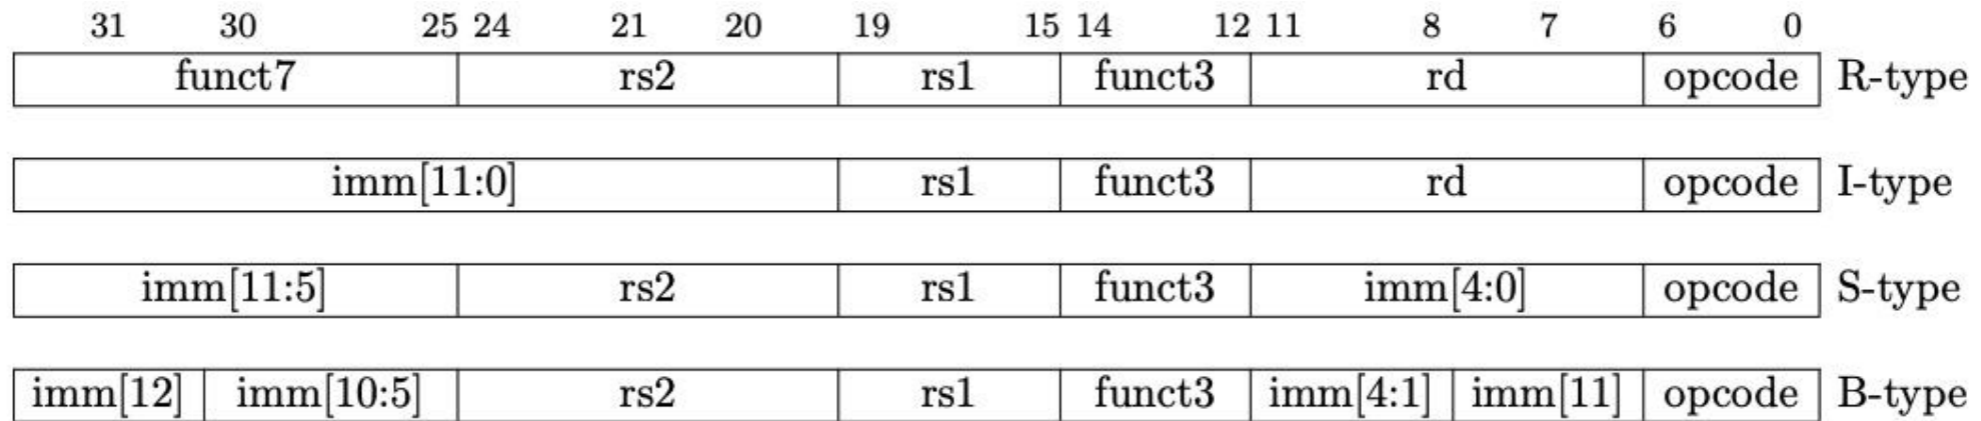 31 30 25 24 21 20 19 15 14 12 11 8 7 6 0
funct7 rs2 rs1 funct3 rd opcode R-type
imm[11:0] rs1 funct3 rd opcode I-type
imm[11:5] rs2 rs1 funct3 imm[4:0] opcode S-type
imm[12] imm[10:5] rs2 rs1 funct3 imm[4:1] imm[11] opcode B-type